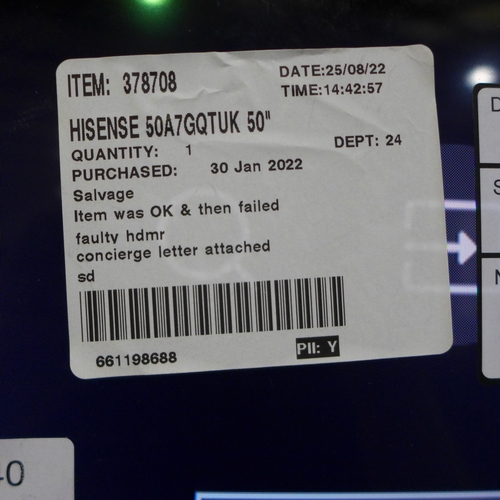 ITEM: 378708
DATE:25/08/22
TIME:14:42:57
HISENSE 50A7GQTUK 50"
QUANTITY: 1
DEPT: 24
PURCHASED: 30 Jan 2022
Salvage
Item was OK & then failed
faulty hdmr
concierge letter attached
sd
661198688
PII: Y